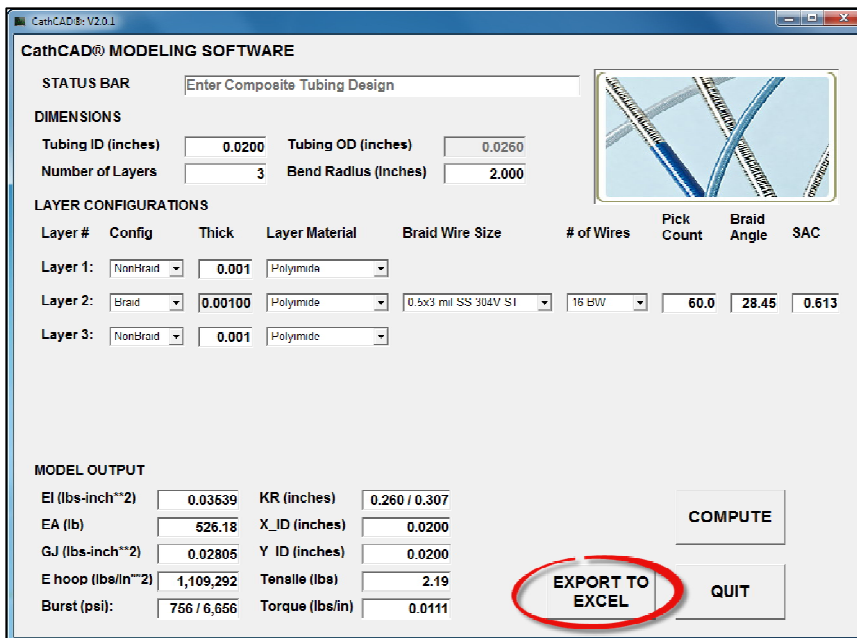 CathCAD®: V2.0.1
CathCAD® MODELING SOFTWARE
STATUS BAR Enter Composite Tubing Design
DIMENSIONS
Tubing ID (inches) 0.0200 Tubing OD (inches) 0.0260
Number of Layers 3 Bend Radius (Inches) 2.000
LAYER CONFIGURATIONS
Layer # Config Thick Layer Material Braid Wire Size # of Wires Pick Count Braid Angle SAC
Layer 1: NonBraid 0.001 Polyimide
Layer 2: Braid 0.00100 Polyimide 0.5x3 mil SS 304V ST 16 BW 60.0 28.45 0.613
Layer 3: NonBraid 0.001 Polyimide
MODEL OUTPUT
EI (lbs-inch**2) 0.03539 KR (inches) 0.260 / 0.307
EA (lb) 526.18 X_ID (inches) 0.0200
GJ (lbs-inch**2) 0.02805 Y_ID (inches) 0.0200
E hoop (lbs/in**2) 1,109,292 Tensile (lbs) 2.19
Burst (psi): 756 / 6,656 Torque (lbs/in) 0.0111
COMPUTE
EXPORT TO EXCEL
QUIT